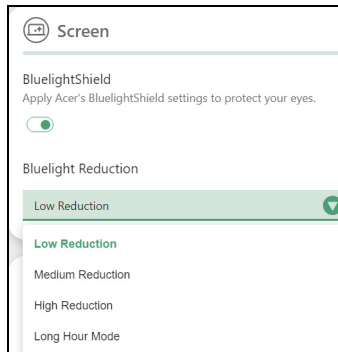 Screen
BluelightShield
Apply Acer's BluelightShield settings to protect your eyes.
Bluelight Reduction
Low Reduction
Low Reduction
Medium Reduction
High Reduction
Long Hour Mode